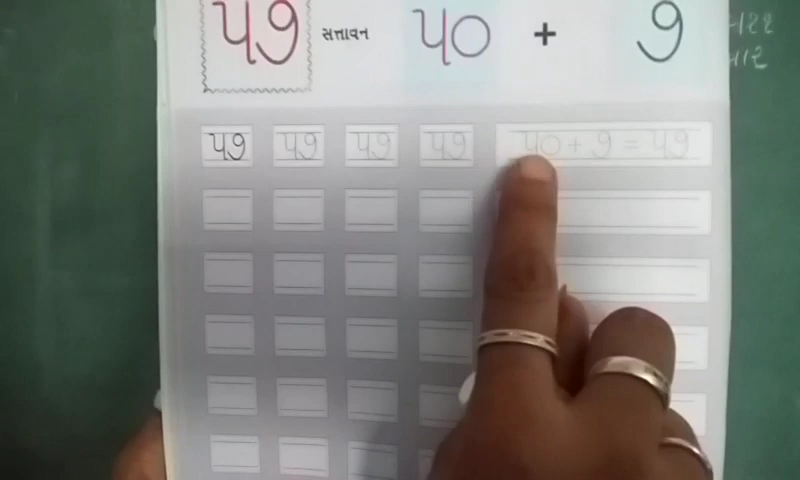 ૫૭ સત્તાવન ૫૦ + ૭
૫૭ ૫૭ ૫૭ ૫૭ ૫૦ + ૭ = ૫૭